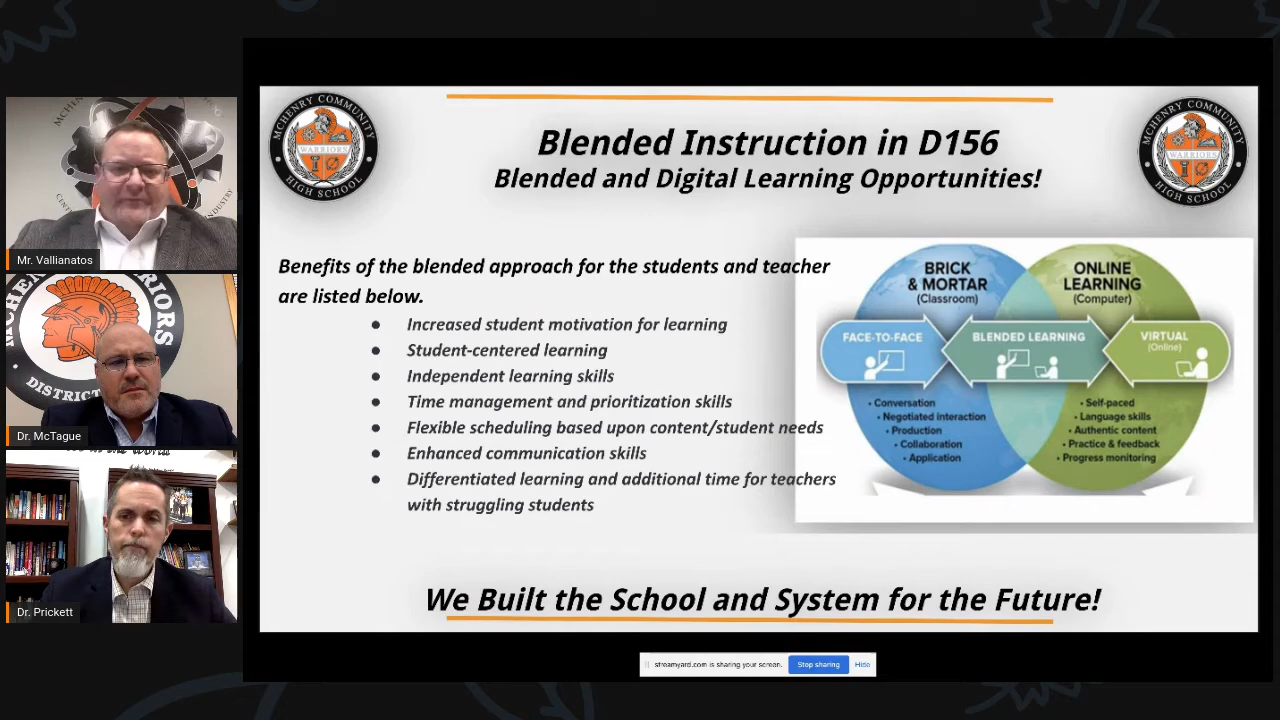 Blended Instruction in D156
Blended and Digital Learning Opportunities!
MCHENRY COMMUNITY
WARRIORS
HIGH SCHOOL
MCHENRY COMMUNITY
WARRIORS
HIGH SCHOOL
Benefits of the blended approach for the students and teacher
are listed below.
● Increased student motivation for learning
● Student-centered learning
● Independent learning skills
● Time management and prioritization skills
● Flexible scheduling based upon content/student needs
● Enhanced communication skills
● Differentiated learning and additional time for teachers
with struggling students
BRICK
& MORTAR
(Classroom)
ONLINE
LEARNING
(Computer)
FACE-TO-FACE
BLENDED LEARNING
VIRTUAL
(Online)
• Conversation
• Negotiated interaction
• Production
• Collaboration
• Application
• Self-paced
• Language skills
• Authentic content
• Practice & feedback
• Progress monitoring
We Built the School and System for the Future!
Mr. Vallianatos
DISTRIC
Dr. McTague
Dr. Prickett
streamyard.com is sharing your screen.
Stop sharing
Hide